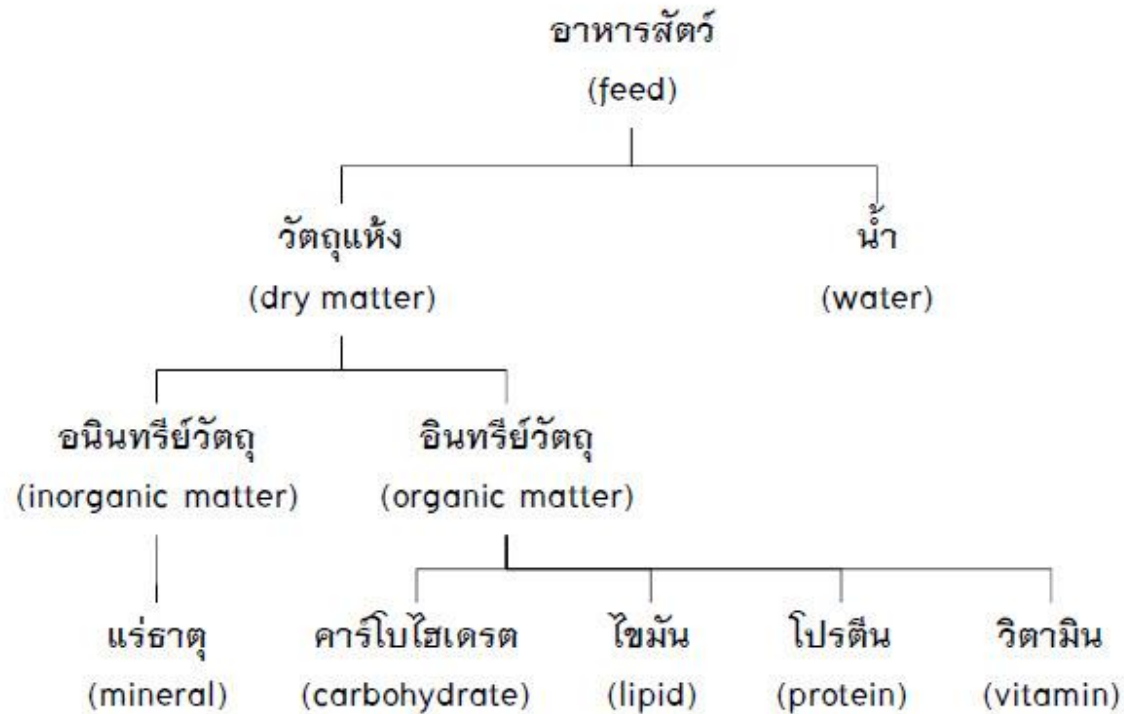 อาหารสัตว์
(feed)
วัตถุแห้ง น้ำ
(dry matter) (water)
อนินทรีย์วัตถุ อินทรีย์วัตถุ
(inorganic matter) (organic matter)
แร่ธาตุ คาร์โบไฮเดรต ไขมัน โปรตีน วิตามิน
(mineral) (carbohydrate) (lipid) (protein) (vitamin)